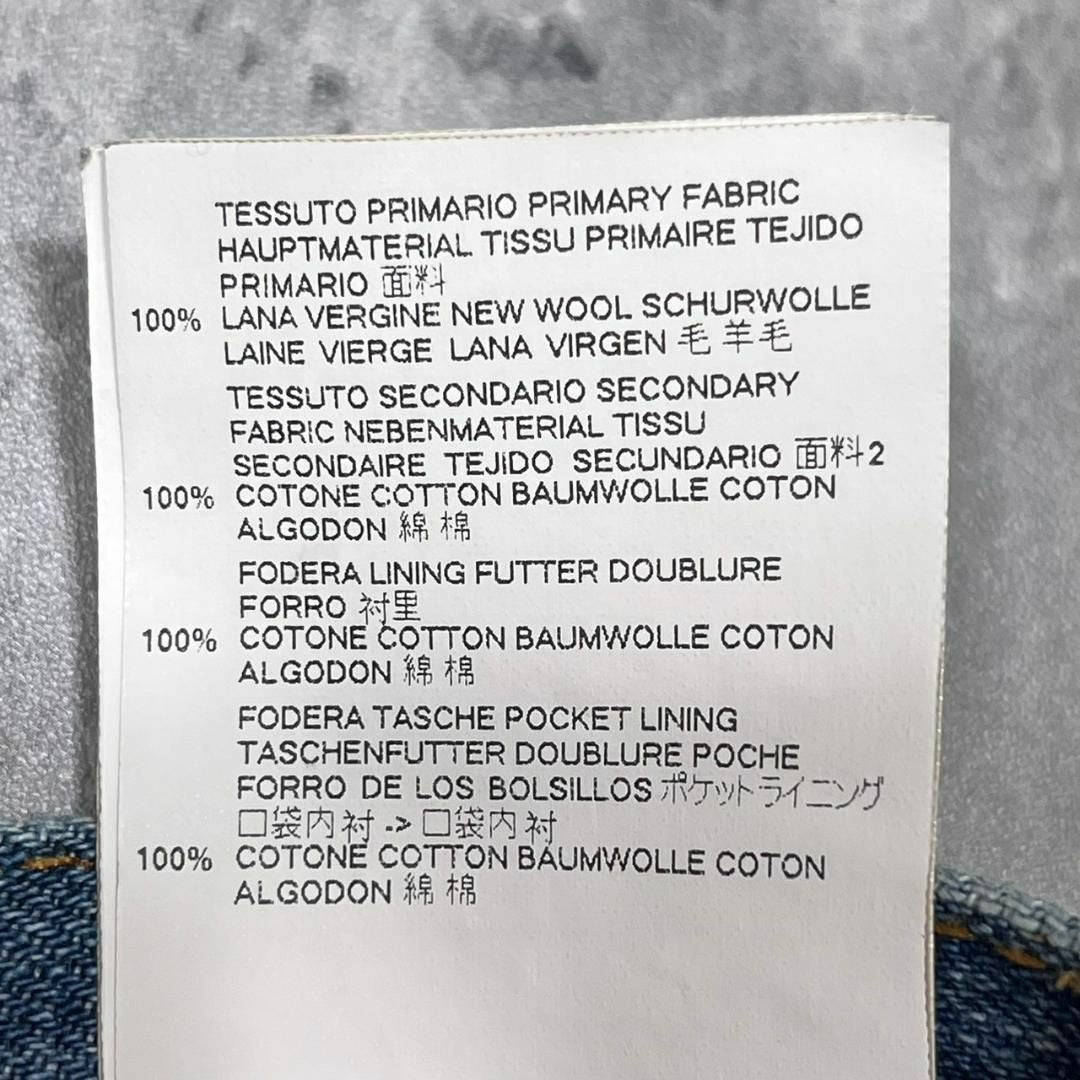 TESSUTO PRIMARIO PRIMARY FABRIC
HAUPTMATERIAL TISSU PRIMAIRE TEJIDO
PRIMARIO 面料
100% LANA VERGINE NEW WOOL SCHURWOLLE
LAINE VIERGE LANA VIRGEN 毛 羊毛
TESSUTO SECONDARIO SECONDARY
FABRIC NEBENMATERIAL TISSU
SECONDAIRE TEJIDO SECUNDARIO 面料2
100% COTONE COTTON BAUMWOLLE COTON
ALGODON 綿 棉
FODERA LINING FUTTER DOUBLURE
FORRO 衬里
100% COTONE COTTON BAUMWOLLE COTON
ALGODON 綿 棉
FODERA TASCHE POCKET LINING
TASCHENFUTTER DOUBLURE POCHE
FORRO DE LOS BOLSILLOS ポケットライニング
口袋内衬 -> 口袋内衬
100% COTONE COTTON BAUMWOLLE COTON
ALGODON 綿 棉